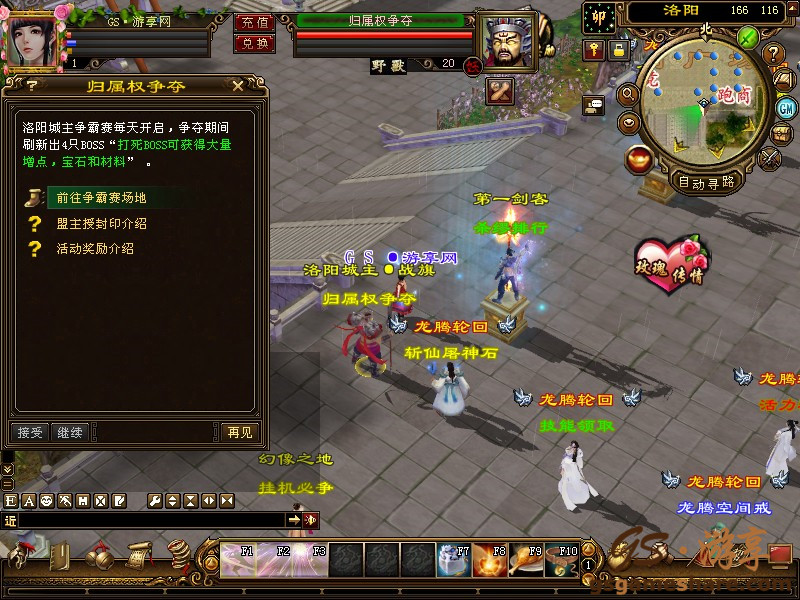 GS·游享网
充值
兑换
1
归属权争夺
野兽
20
卯
洛阳
166 116
北
跑商
GM
自动寻路
?
归属权争夺
洛阳城主争霸赛每天开启，争夺期间
刷新出4只BOSS“打死BOSS可获得大量
增点，宝石和材料” 。
前往争霸赛场地
? 盟主授封印介绍
? 活动奖励介绍
接受
继续
再见
第一剑客
杀缪排行
GS●游享网
洛阳城主●战旗
归属权争夺
龙腾轮回
斩仙屠神石
玫瑰传情
龙腾轮回
技能领取
龙腾
活力
龙腾轮回
龙腾空间戒
幻像之地
挂机必争
近
F1
F2
F3
F7
F8
F9
F10
1
GS·游享